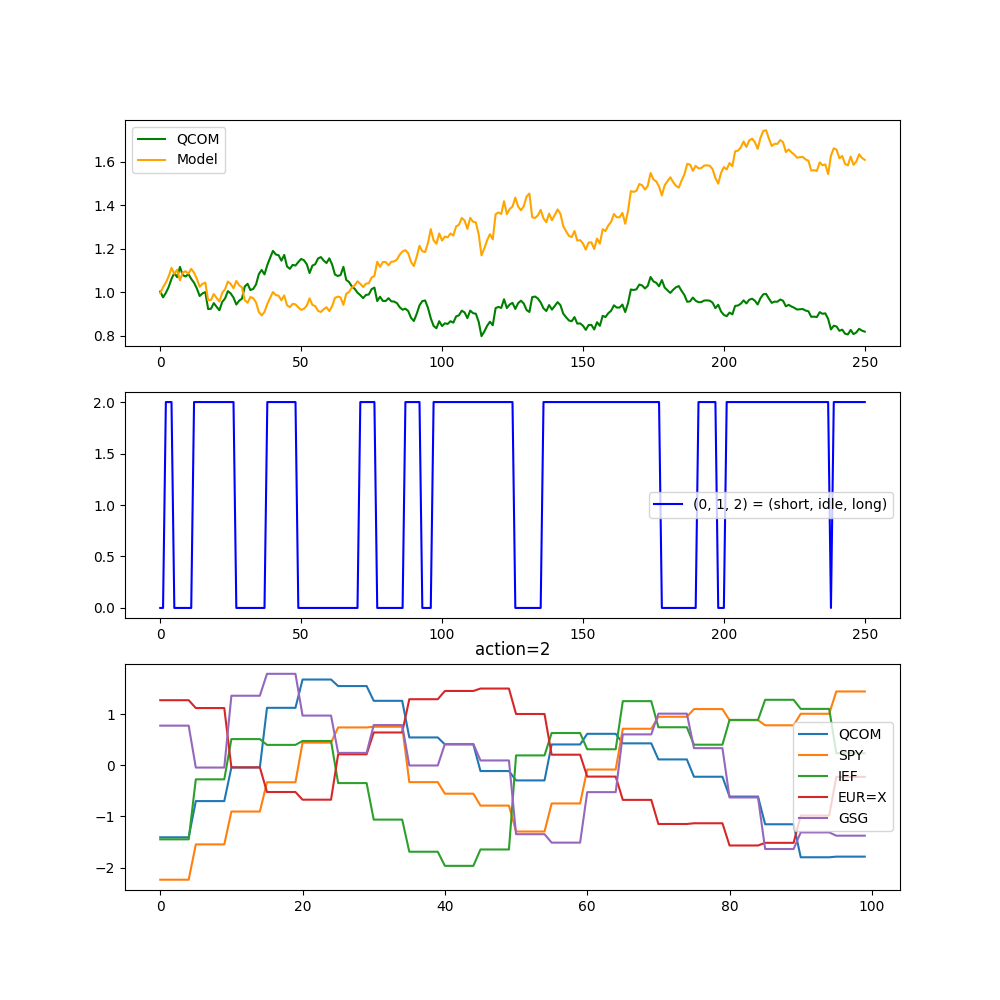 QCOM
Model
1.6
1.4
1.2
1.0
0.8
0 50 100 150 200 250
2.0
1.5
1.0
0.5
0.0
(0, 1, 2) = (short, idle, long)
0 50 100 150 200 250
action=2
1
0
−1
−2
QCOM
SPY
IEF
EUR=X
GSG
0 20 40 60 80 100